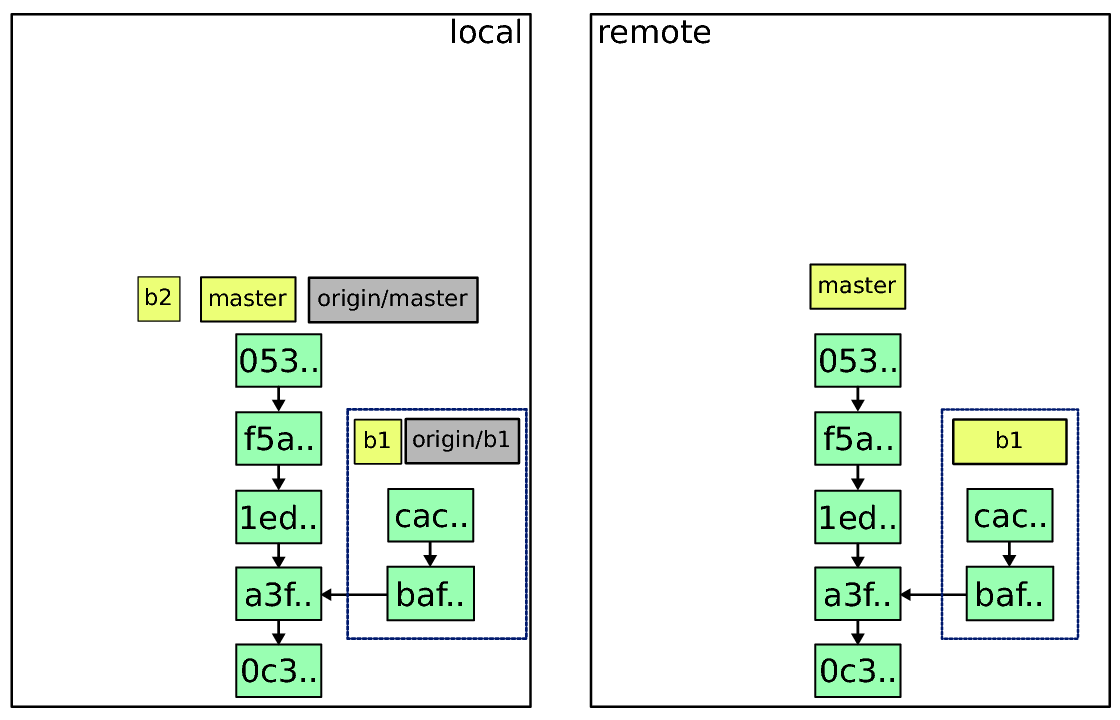 local
b2
master
origin/master
053..
f5a..
b1
origin/b1
1ed..
cac..
a3f..
baf..
0c3..
remote
master
053..
f5a..
b1
1ed..
cac..
a3f..
baf..
0c3..